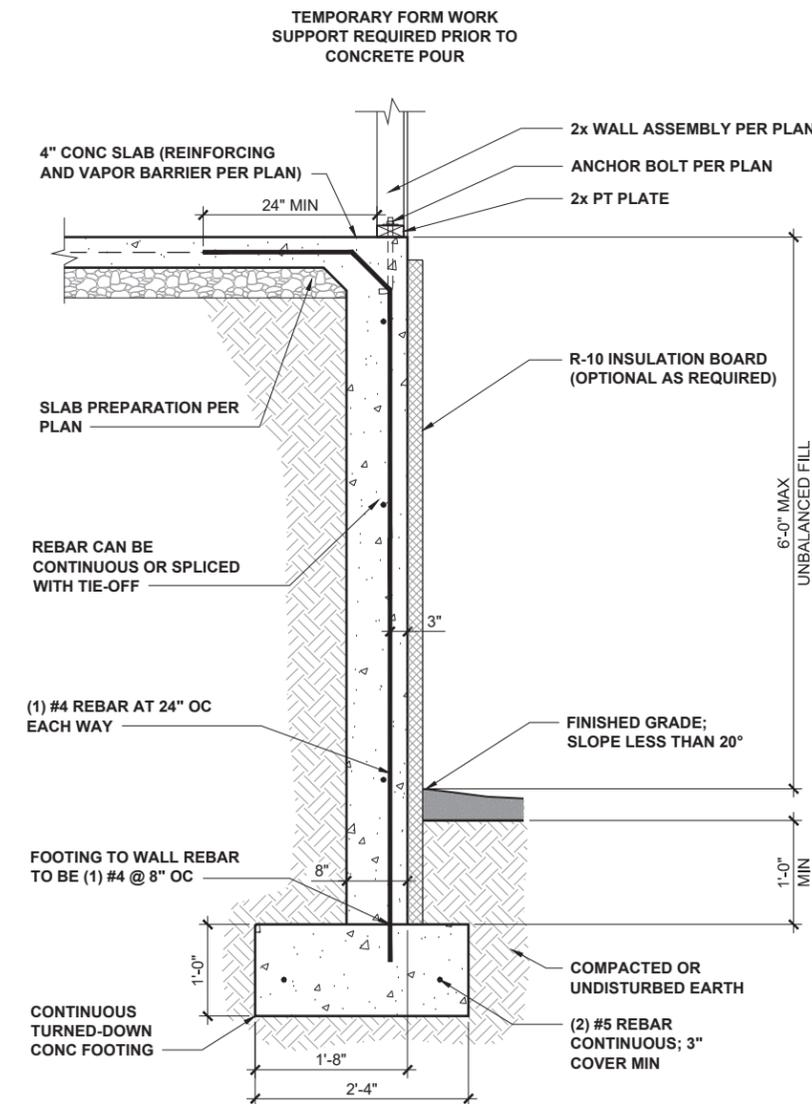 TEMPORARY FORM WORK
SUPPORT REQUIRED PRIOR TO
CONCRETE POUR
2x WALL ASSEMBLY PER PLAN
4" CONC SLAB (REINFORCING
AND VAPOR BARRIER PER PLAN)
ANCHOR BOLT PER PLAN
24" MIN
2x PT PLATE
R-10 INSULATION BOARD
(OPTIONAL AS REQUIRED)
SLAB PREPARATION PER
PLAN
6'-0" MAX
UNBALANCED FILL
REBAR CAN BE
CONTINUOUS OR SPLICED
WITH TIE-OFF
3"
(1) #4 REBAR AT 24" OC
EACH WAY
FINISHED GRADE;
SLOPE LESS THAN 20°
FOOTING TO WALL REBAR
TO BE (1) #4 @ 8" OC
8"
1'-0"
MIN
1'-0"
COMPACTED OR
UNDISTURBED EARTH
CONTINUOUS
TURNED-DOWN
CONC FOOTING
(2) #5 REBAR
CONTINUOUS; 3"
COVER MIN
1'-8"
2'-4"